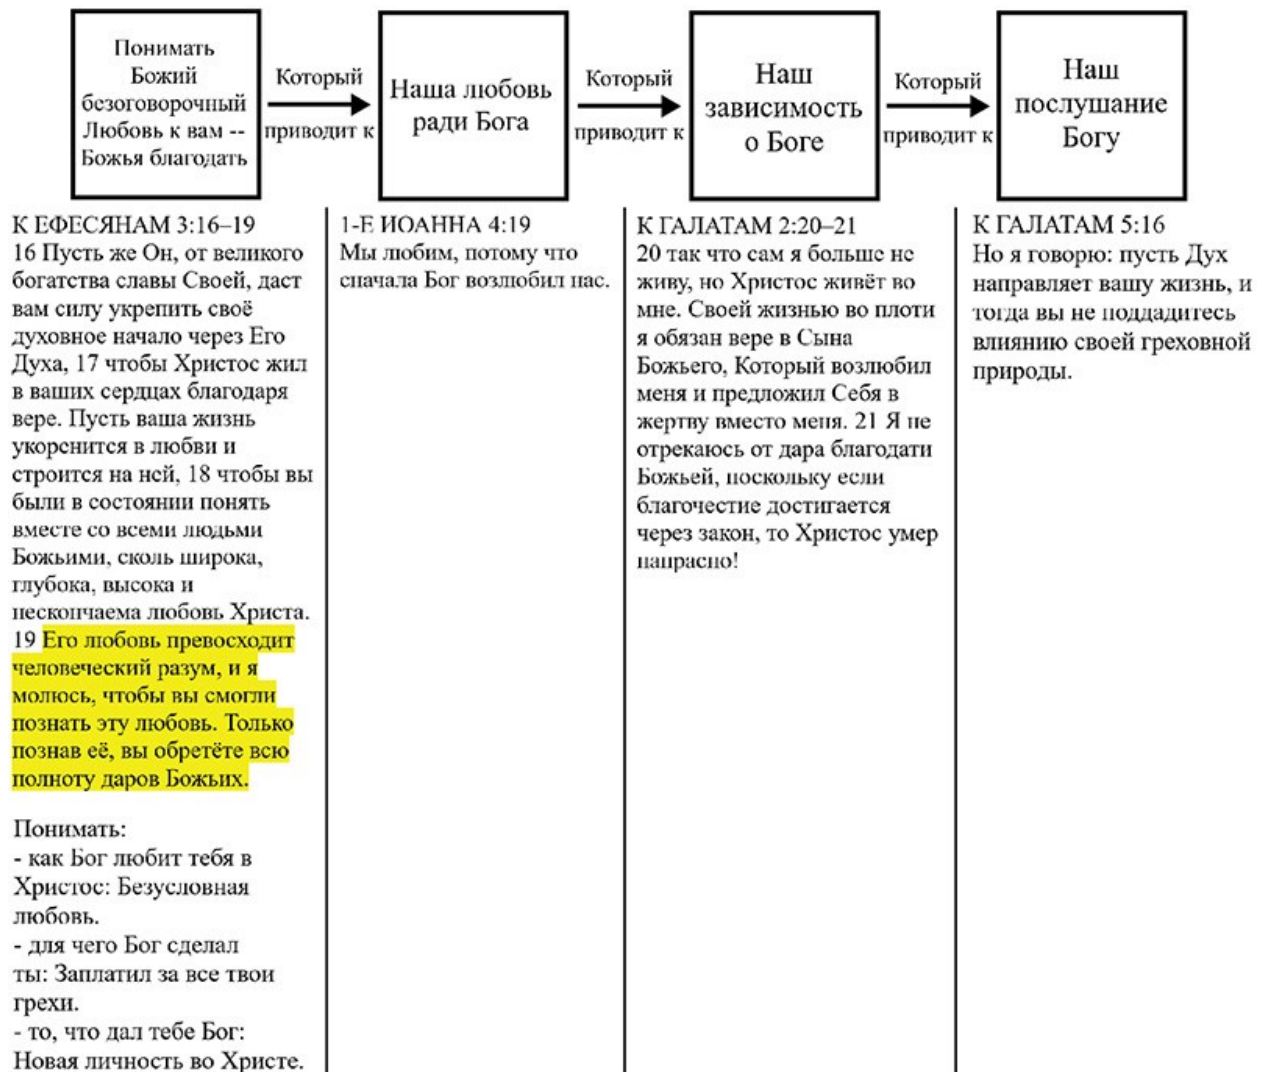 Понимать
Божий
безоговорочный
Любовь к вам --
Божья благодать
Который
приводит к
Наша любовь
ради Бога
Который
приводит к
Наш
зависимость
о Боге
Который
приводит к
Наш
послушание
Богу
К ЕФЕСЯНАМ 3:16–19
16 Пусть же Он, от великого
богатства славы Своей, даст
вам силу укрепить своё
духовное начало через Его
Духа, 17 чтобы Христос жил
в ваших сердцах благодаря
вере. Пусть ваша жизнь
укоренится в любви и
строится на ней, 18 чтобы вы
были в состоянии понять
вместе со всеми людьми
Божьими, сколь широка,
глубока, высока и
нескончаема любовь Христа.
19 Его любовь превосходит
человеческий разум, и я
молюсь, чтобы вы смогли
познать эту любовь. Только
познав её, вы обретёте всю
полноту даров Божьих.
Понимать:
- как Бог любит тебя в
Христос: Безусловная
любовь.
- для чего Бог сделал
ты: Заплатил за все твои
грехи.
- то, что дал тебе Бог:
Новая личность во Христе.
1-Е ИОАННА 4:19
Мы любим, потому что
сначала Бог возлюбил нас.
К ГАЛАТАМ 2:20–21
20 так что сам я больше не
живу, но Христос живёт во
мне. Своей жизнью во плоти
я обязан вере в Сына
Божьего, Который возлюбил
меня и предложил Себя в
жертву вместо меня. 21 Я не
отрекаюсь от дара благодати
Божьей, поскольку если
благочестие достигается
через закон, то Христос умер
напрасно!
К ГАЛАТАМ 5:16
Но я говорю: пусть Дух
направляет вашу жизнь, и
тогда вы не поддадитесь
влиянию своей греховной
природы.